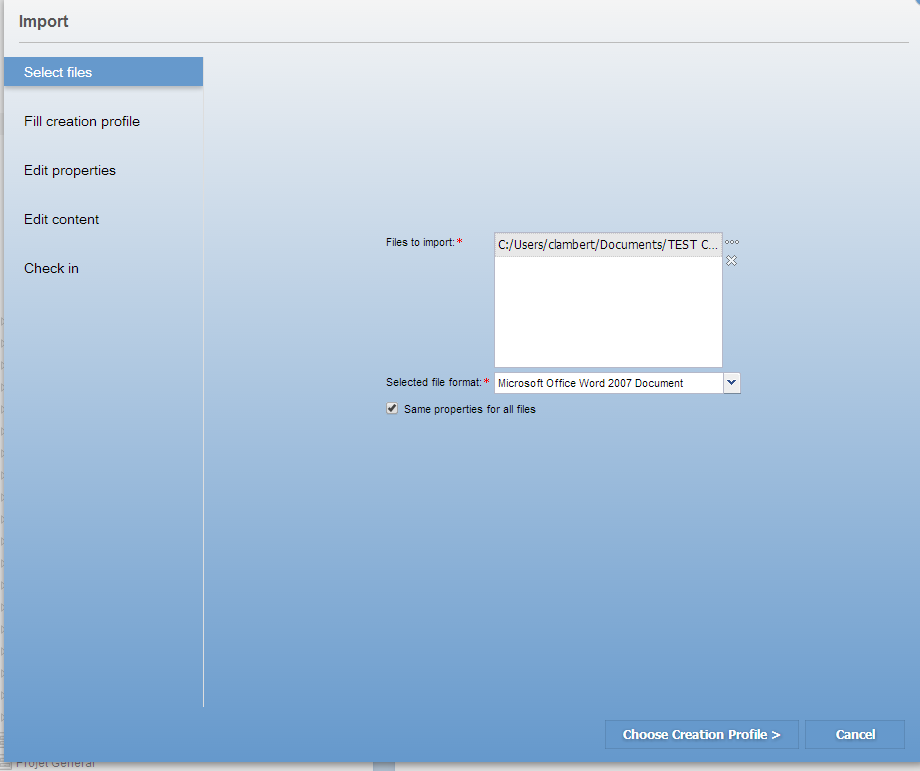 Import
Select files
Fill creation profile
Edit properties
Edit content
Check in
Files to import:*
C:/Users/clambert/Documents/TEST C...
Selected file format:*
Microsoft Office Word 2007 Document
Same properties for all files
Choose Creation Profile >
Cancel
Projet General